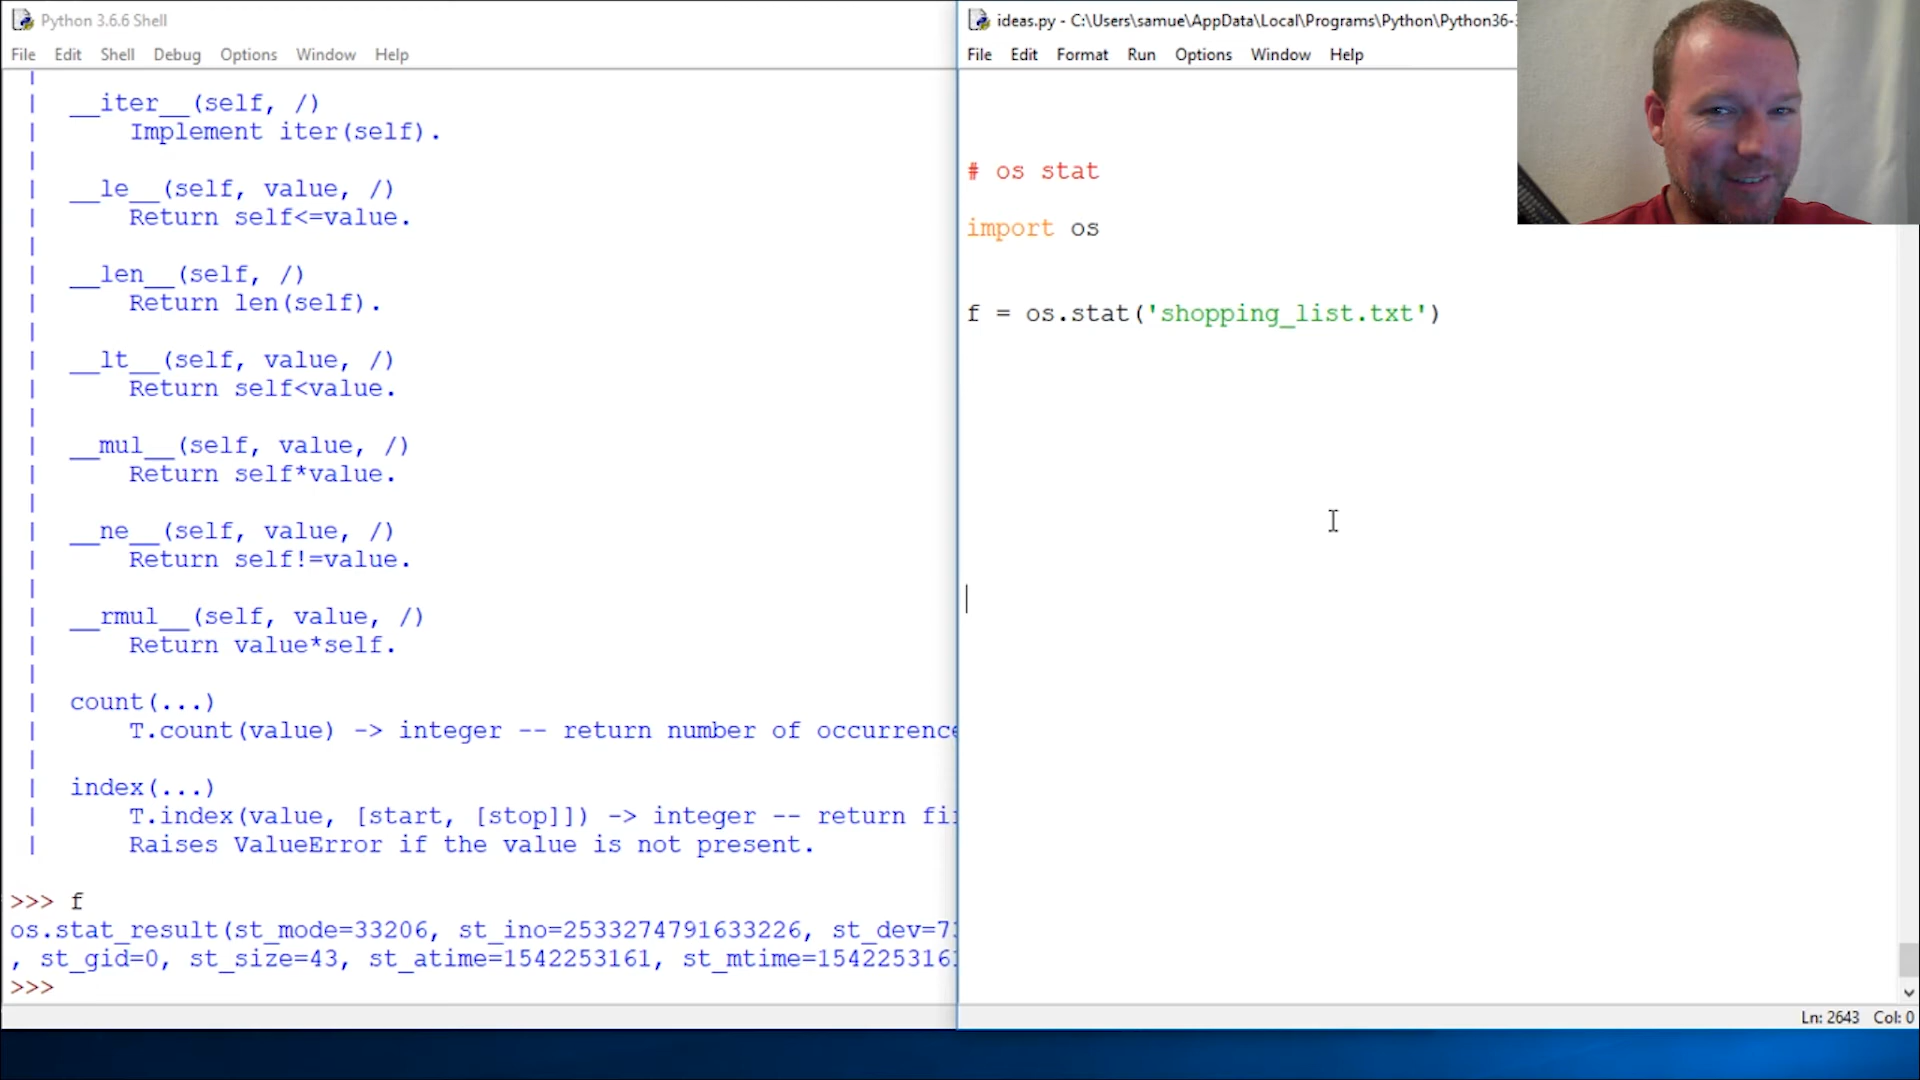 Python 3.6.6 Shell
File Edit Shell Debug Options Window Help
|
| __iter__(self, /)
| Implement iter(self).
|
| __le__(self, value, /)
| Return self<=value.
|
| __len__(self, /)
| Return len(self).
|
| __lt__(self, value, /)
| Return self<value.
|
| __mul__(self, value, /)
| Return self*value.
|
| __ne__(self, value, /)
| Return self!=value.
|
| __rmul__(self, value, /)
| Return value*self.
|
| count(...)
| T.count(value) -> integer -- return number of occurrenc
|
| index(...)
| T.index(value, [start, [stop]]) -> integer -- return fi
| Raises ValueError if the value is not present.
>>> f
os.stat_result(st_mode=33206, st_ino=2533274791633226, st_dev=7
, st_gid=0, st_size=43, st_atime=1542253161, st_mtime=154225316
>>>
ideas.py - C:\Users\samue\AppData\Local\Programs\Python\Python36-
File Edit Format Run Options Window Help
# os stat
import os
f = os.stat('shopping_list.txt')
Ln: 2643 Col: 0